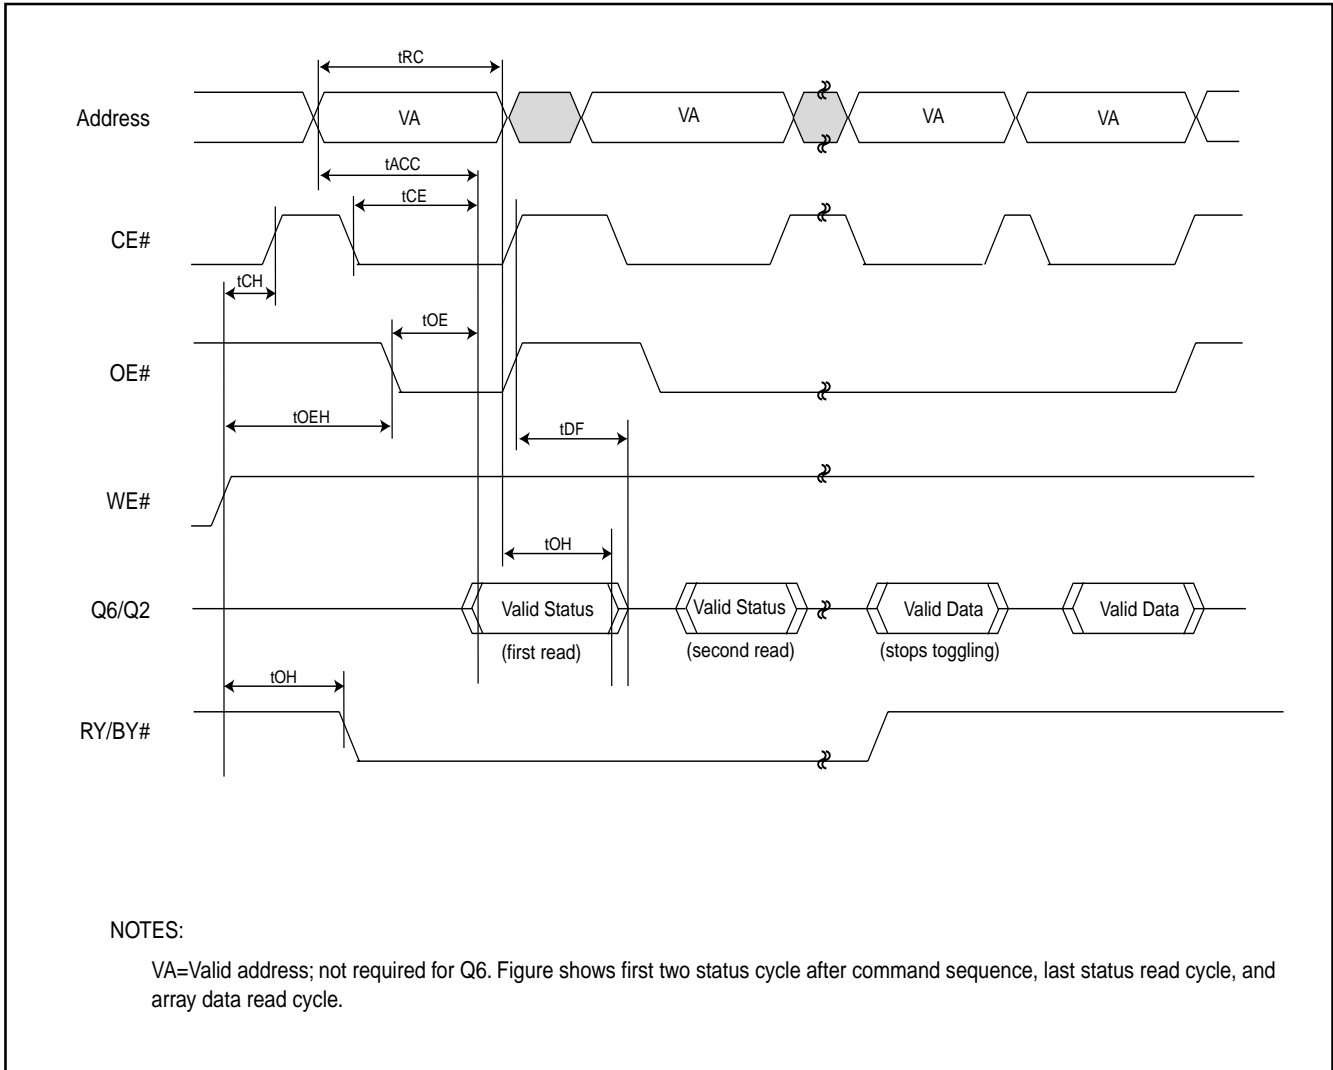 tRC
Address
VA
VA
VA
VA
tACC
tCE
CE#
tCH
tOE
OE#
tOEH
tDF
WE#
tOH
Q6/Q2
Valid Status
Valid Status
Valid Data
Valid Data
(first read)
(second read)
(stops toggling)
tOH
RY/BY#
NOTES:
VA=Valid address; not required for Q6. Figure shows first two status cycle after command sequence, last status read cycle, and
array data read cycle.